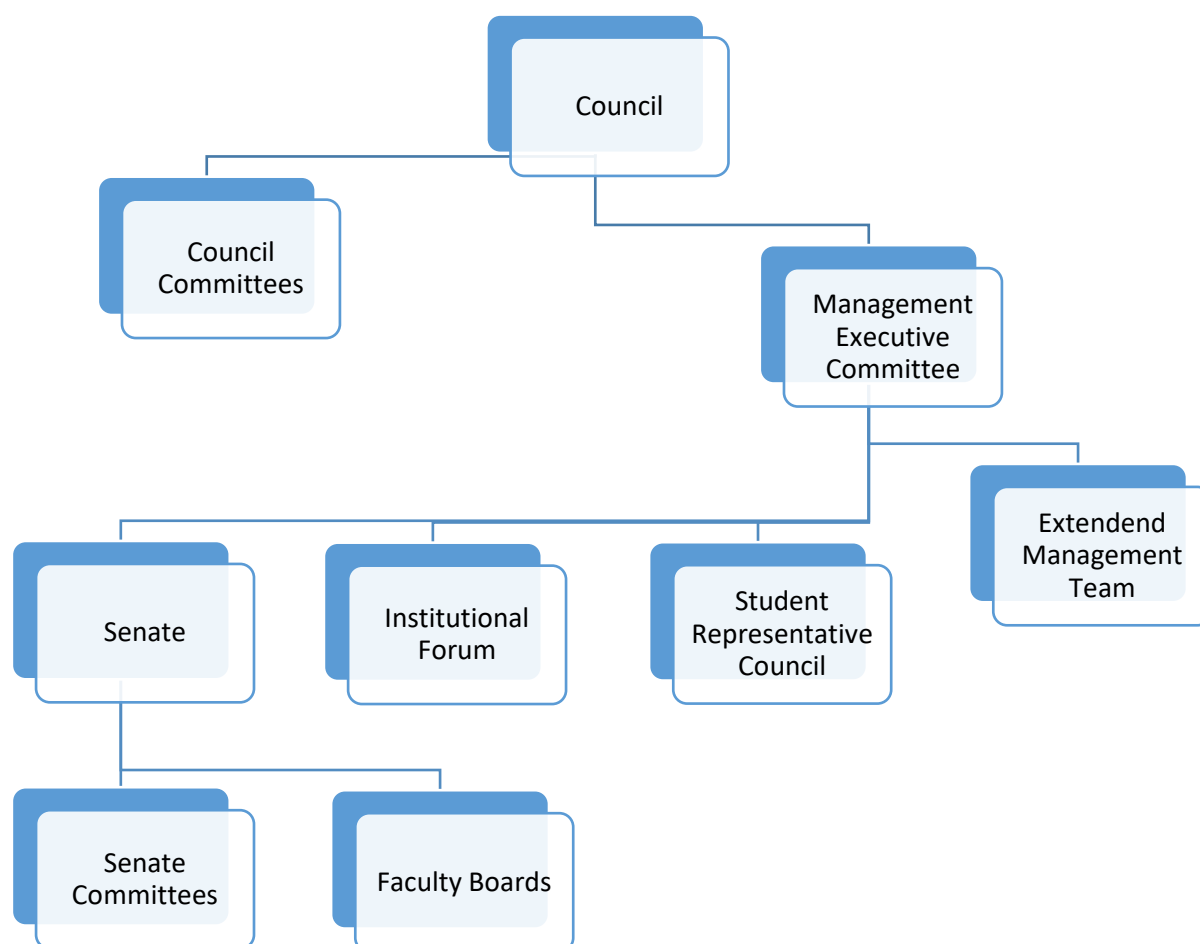 Council
Council
Committees
Management
Executive
Committee
Extendend
Management
Team
Senate
Institutional
Forum
Student
Representative
Council
Senate
Committees
Faculty Boards